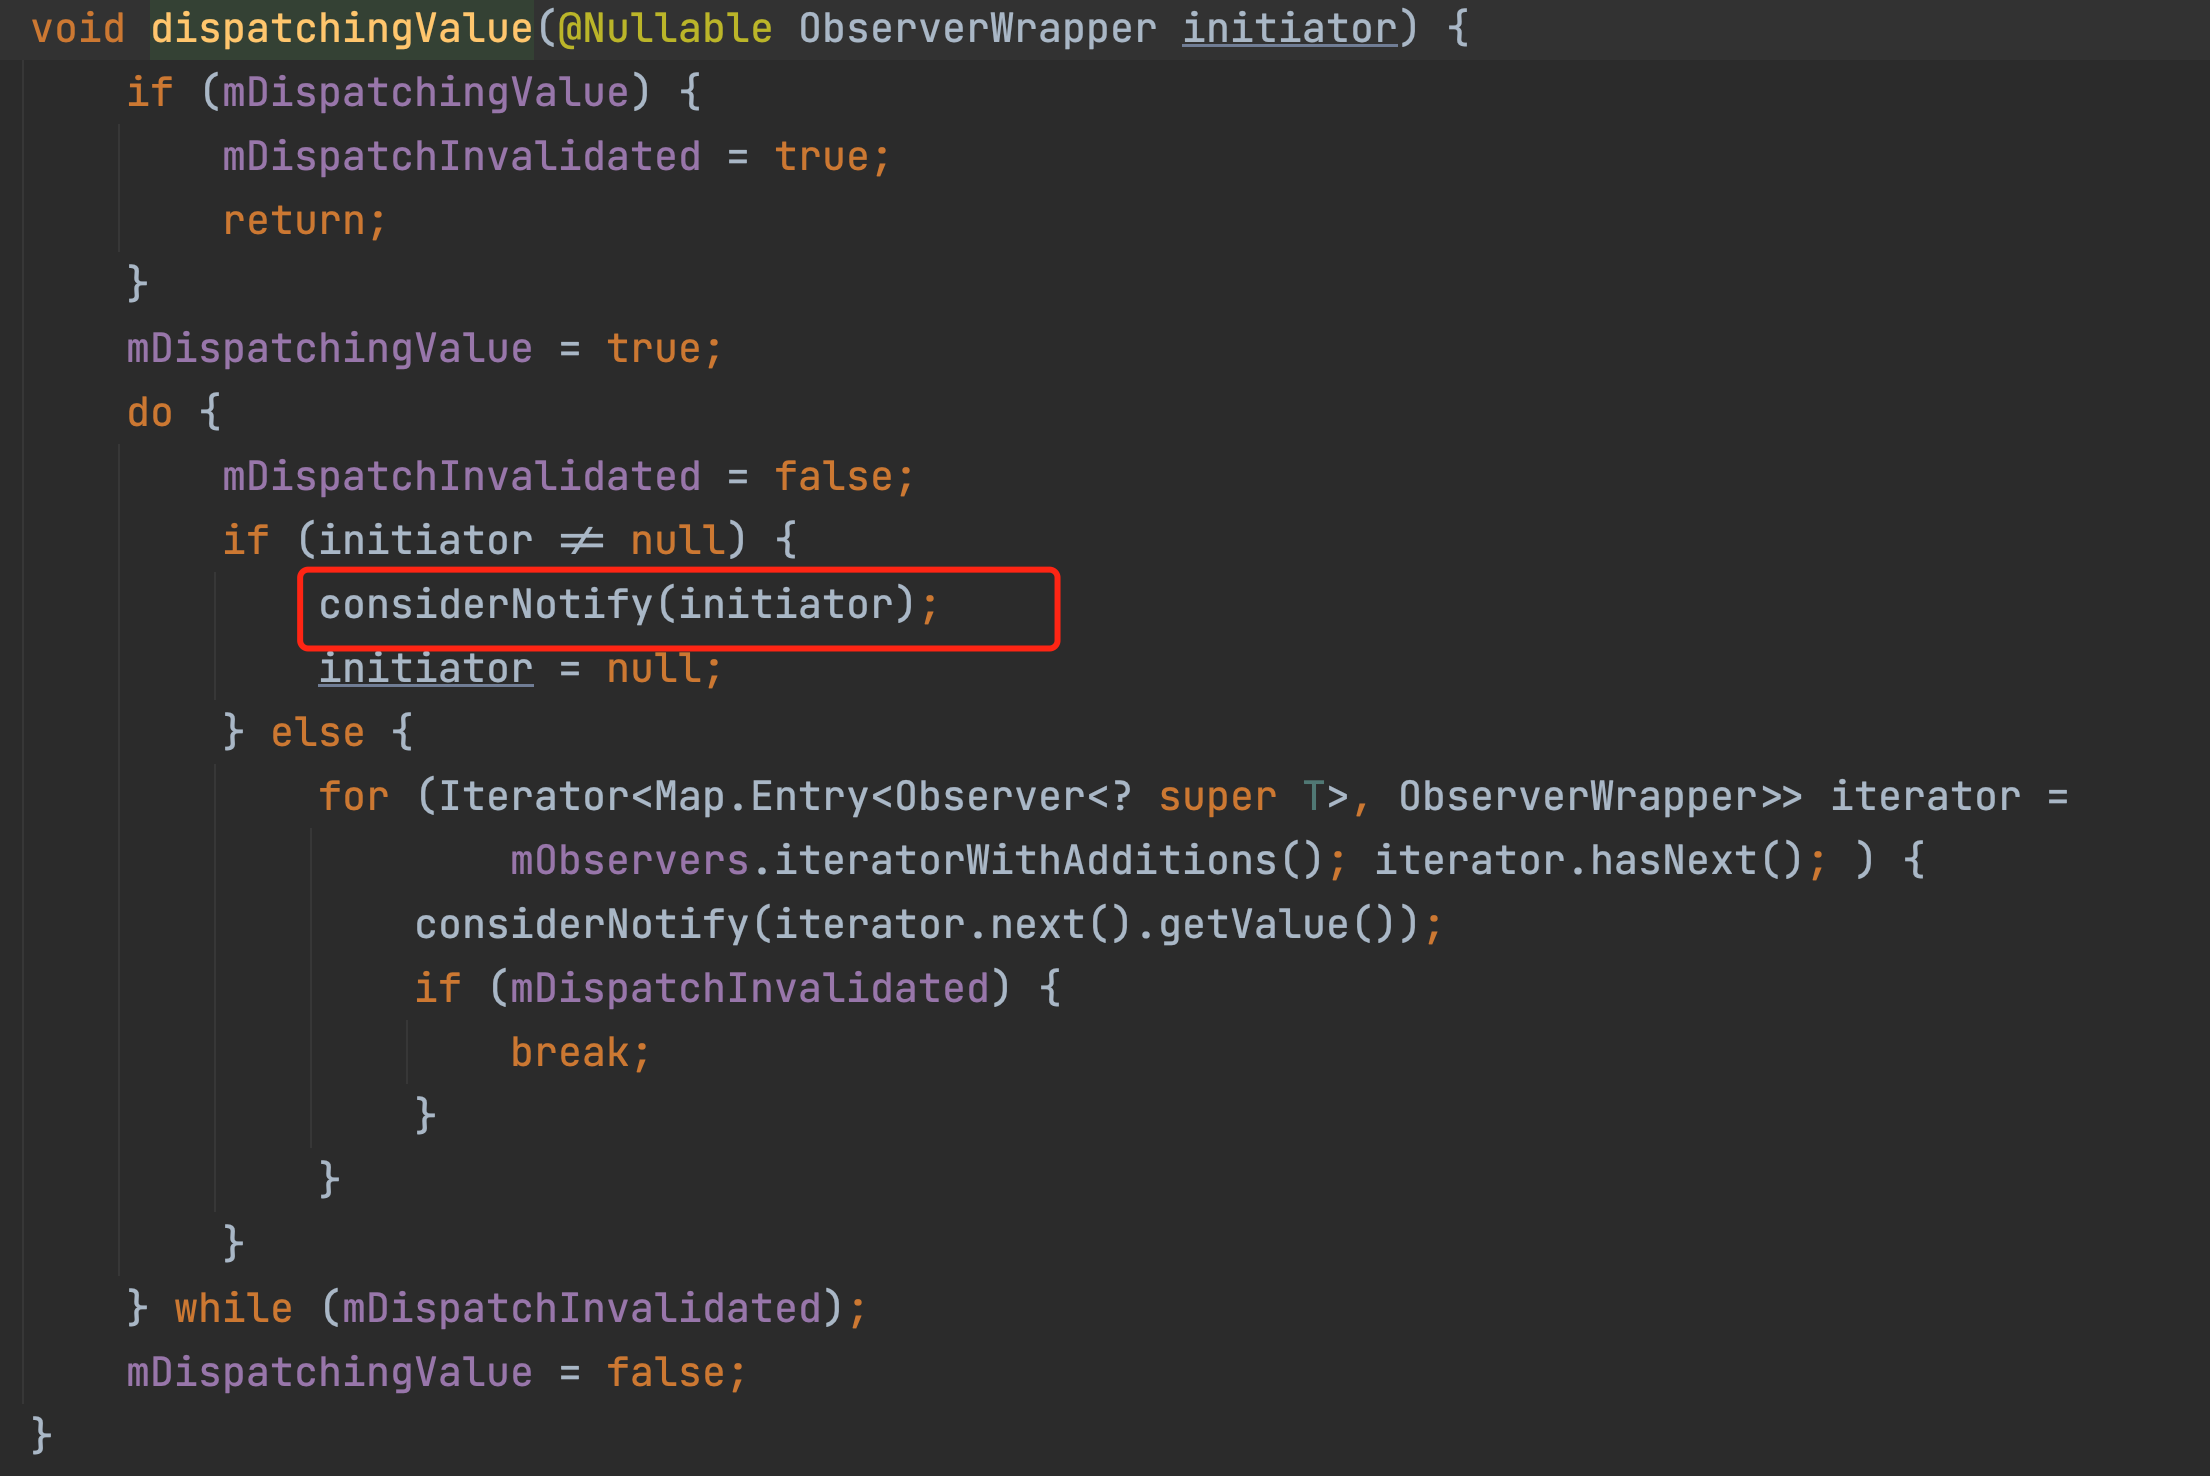 void dispatchingValue(@Nullable ObserverWrapper initiator) {
if (mDispatchingValue) {
mDispatchInvalidated = true;
return;
}
mDispatchingValue = true;
do {
mDispatchInvalidated = false;
if (initiator != null) {
considerNotify(initiator);
initiator = null;
} else {
for (Iterator<Map.Entry<Observer<? super T>, ObserverWrapper>> iterator =
mObservers.iteratorWithAdditions(); iterator.hasNext(); ) {
considerNotify(iterator.next().getValue());
if (mDispatchInvalidated) {
break;
}
}
}
} while (mDispatchInvalidated);
mDispatchingValue = false;
}